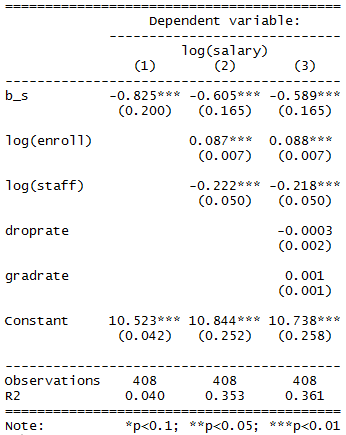 ==========================================
Dependent variable:
-----------------------------
log(salary)
(1) (2) (3)
------------------------------------------
b_s -0.825*** -0.605*** -0.589***
(0.200) (0.165) (0.165)
log(enroll) 0.087*** 0.088***
(0.007) (0.007)
log(staff) -0.222*** -0.218***
(0.050) (0.050)
droprate -0.0003
(0.002)
gradrate 0.001
(0.001)
Constant 10.523*** 10.844*** 10.738***
(0.042) (0.252) (0.258)
------------------------------------------
Observations 408 408 408
R2 0.040 0.353 0.361
==========================================
Note: *p<0.1; **p<0.05; ***p<0.01